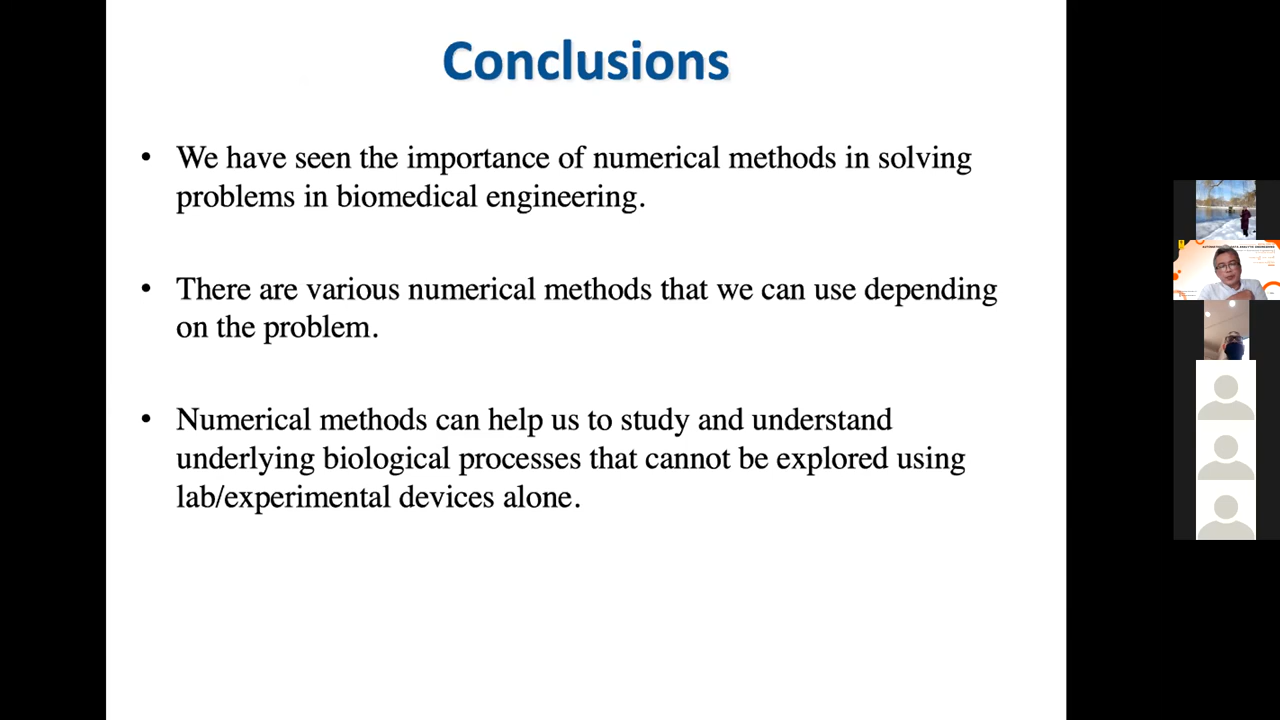 Conclusions
• We have seen the importance of numerical methods in solving
problems in biomedical engineering.
• There are various numerical methods that we can use depending
on the problem.
• Numerical methods can help us to study and understand
underlying biological processes that cannot be explored using
lab/experimental devices alone.